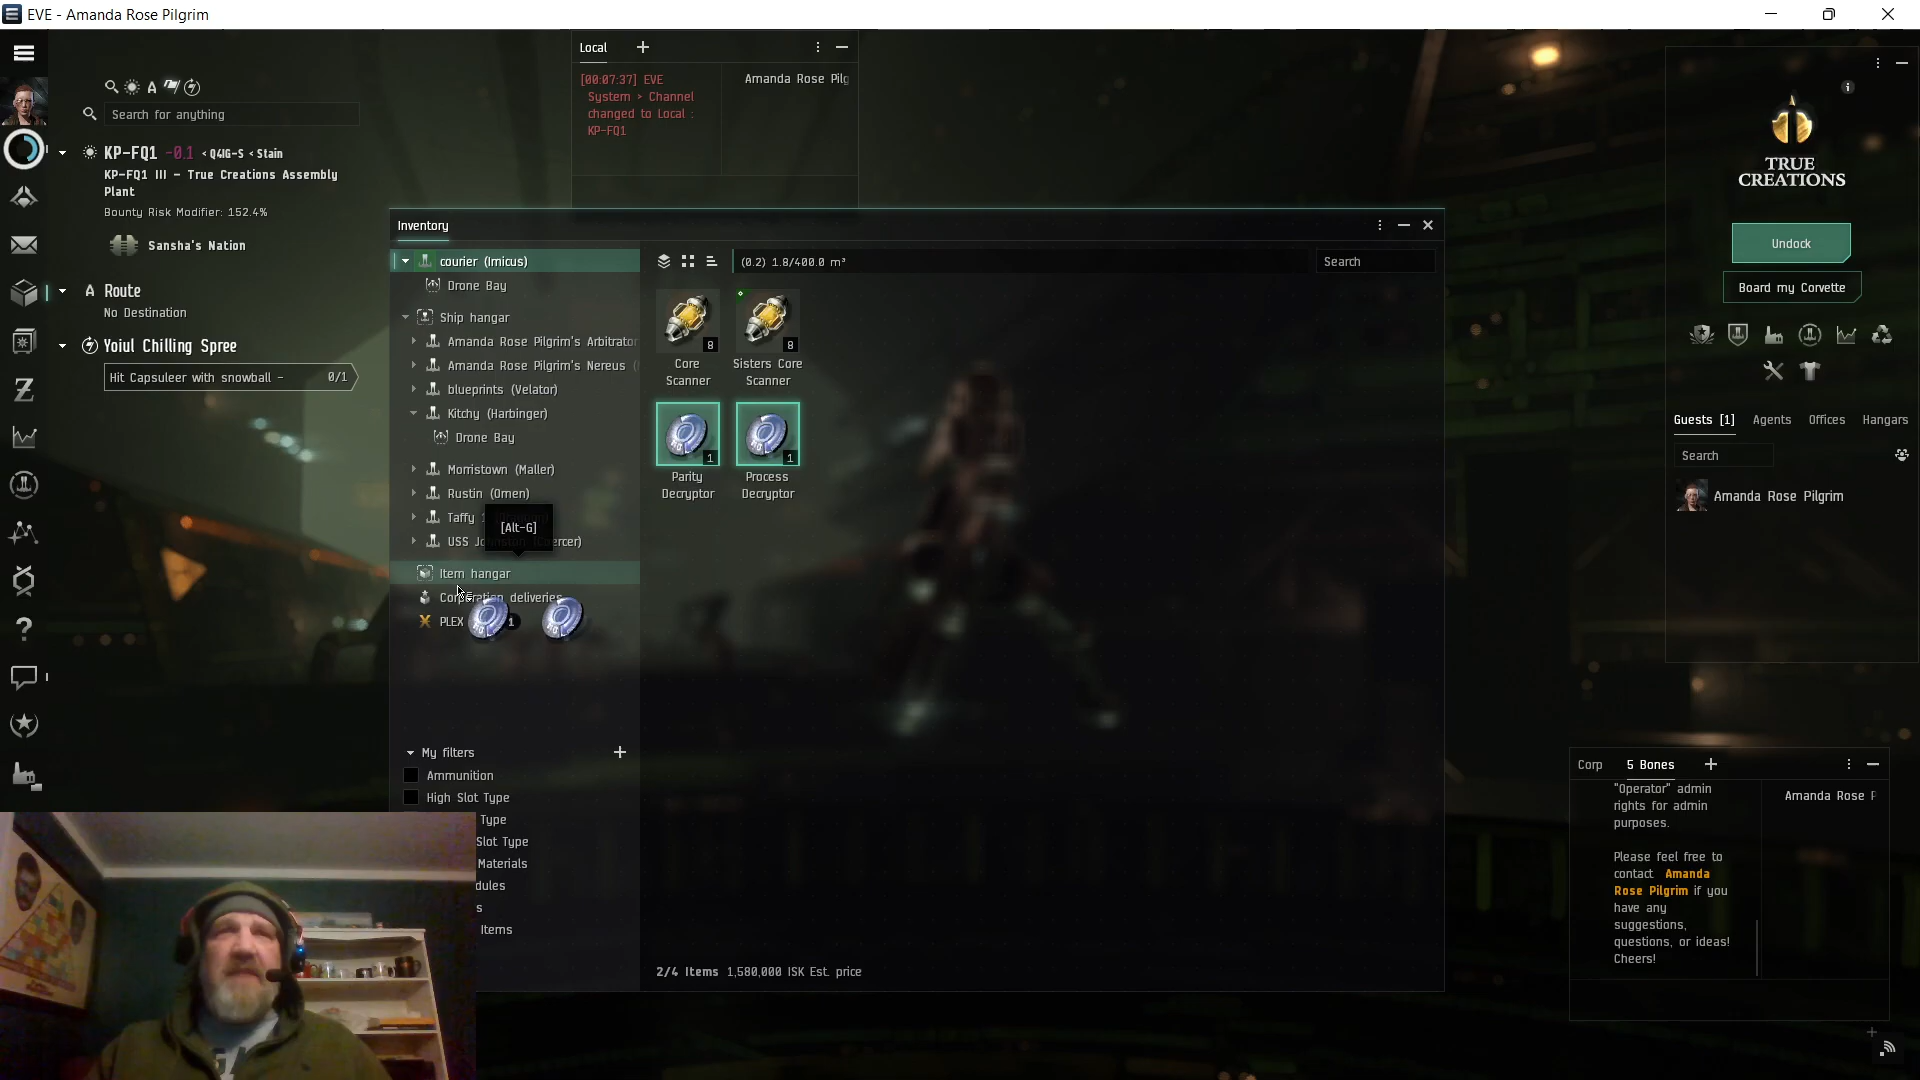 EVE - Amanda Rose Pilgrim
Search for anything
KP-FQ1 -0.1 < Q4IG-S < Stain
KP-FQ1 III - True Creations Assembly
Plant
Bounty Risk Modifier: 152.4%
Sansha's Nation
Route
No Destination
Yoiul Chilling Spree
Hit Capsuleer with snowball - 0/1
Local
[00:07:37] EVE
System > Channel
changed to Local :
KP-FQ1
Amanda Rose Pilg
Inventory
courier (Imicus)
Drone Bay
Ship hangar
Amanda Rose Pilgrim's Arbitrator
Amanda Rose Pilgrim's Nereus (
blueprints (Velator)
Kitchy (Harbinger)
Drone Bay
Morristown (Maller)
Rustin (Omen)
Taffy
[Alt-G]
USS
Item hangar
Corporation deliveries
PLEX
1
(0.2) 1.8/400.0 m³
Search
8
8
Core
Scanner
Sisters Core
Scanner
1
1
Parity
Decryptor
Process
Decryptor
My filters
Ammunition
High Slot Type
Type
Slot Type
Materials
dules
s
Items
2/4 Items 1,580,000 ISK Est. price
TRUE
CREATIONS
Undock
Board my Corvette
Guests [1] Agents Offices Hangars
Search
Amanda Rose Pilgrim
Corp 5 Bones
"Operator" admin
rights for admin
purposes.
Please feel free to
contact Amanda
Rose Pilgrim if you
have any
suggestions,
questions, or ideas!
Cheers!
Amanda Rose P